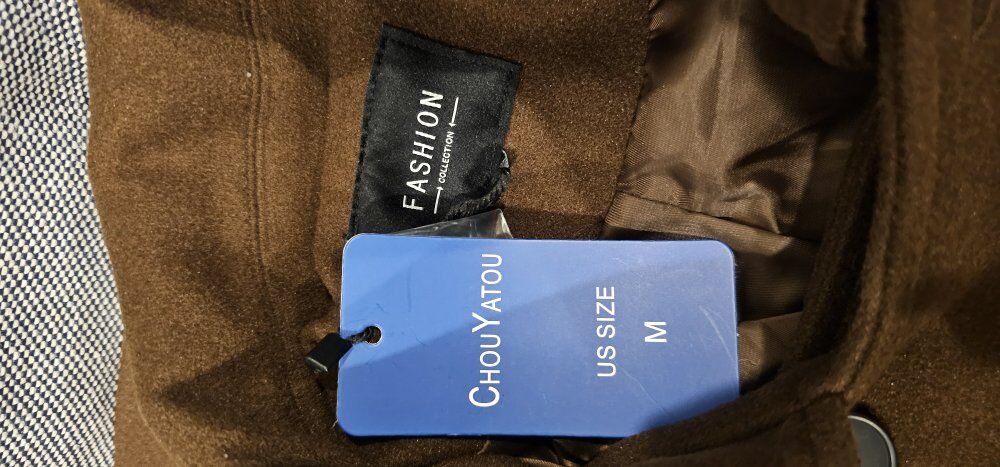 FASHION
COLLECTION
CHOUYATOU
US SIZE
M